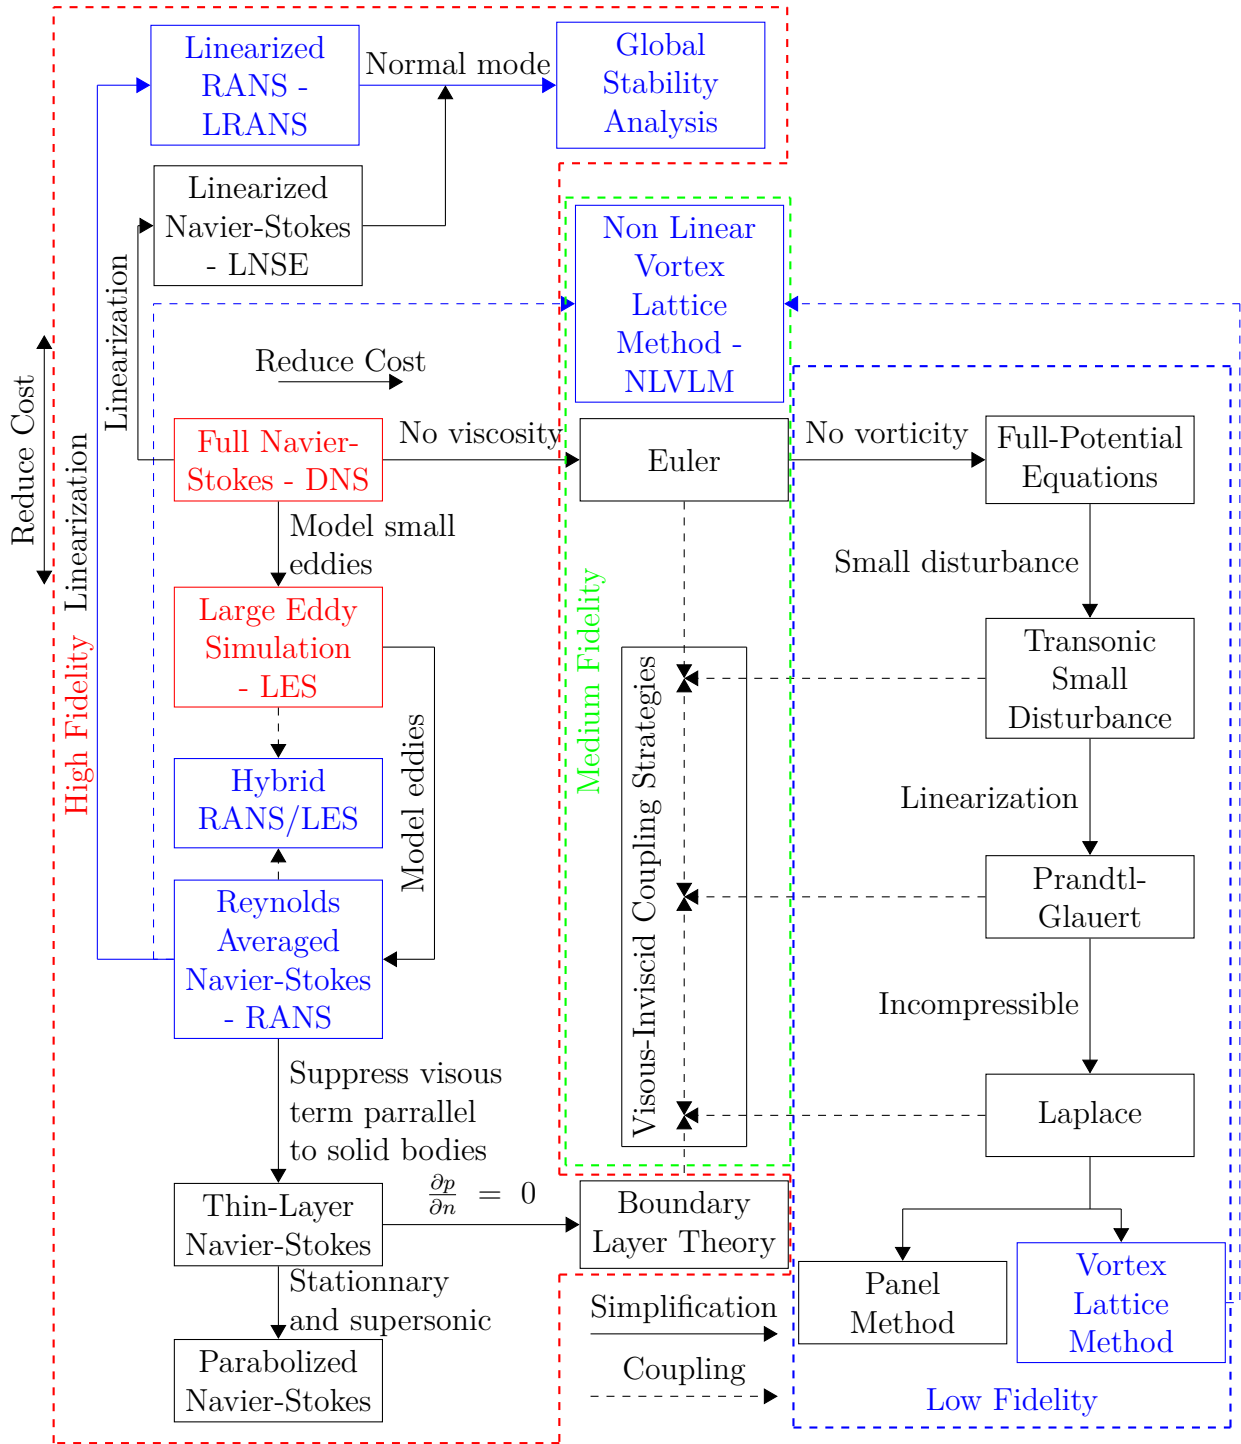 Linearized
RANS -
LRANS
Normal mode
Global
Stability
Analysis
Linearized
Navier-Stokes
- LNSE
Non Linear
Vortex
Lattice
Method -
NLVLM
Linearization
Reduce Cost
Reduce Cost
Linearization
High Fidelity
Full Navier-
Stokes - DNS
No viscosity
Euler
No vorticity
Full-Potential
Equations
Model small
eddies
Small disturbance
Large Eddy
Simulation
- LES
Transonic
Small
Disturbance
Medium Fidelity
Visous-Inviscid Coupling Strategies
Model eddies
Hybrid
RANS/LES
Linearization
Reynolds
Averaged
Navier-Stokes
- RANS
Prandtl-
Glauert
Incompressible
Suppress visous
term parrallel
to solid bodies
Laplace
Thin-Layer
Navier-Stokes
∂p/∂n = 0
Boundary
Layer Theory
Stationnary
and supersonic
Panel
Method
Vortex
Lattice
Method
Simplification
Parabolized
Navier-Stokes
Coupling
Low Fidelity